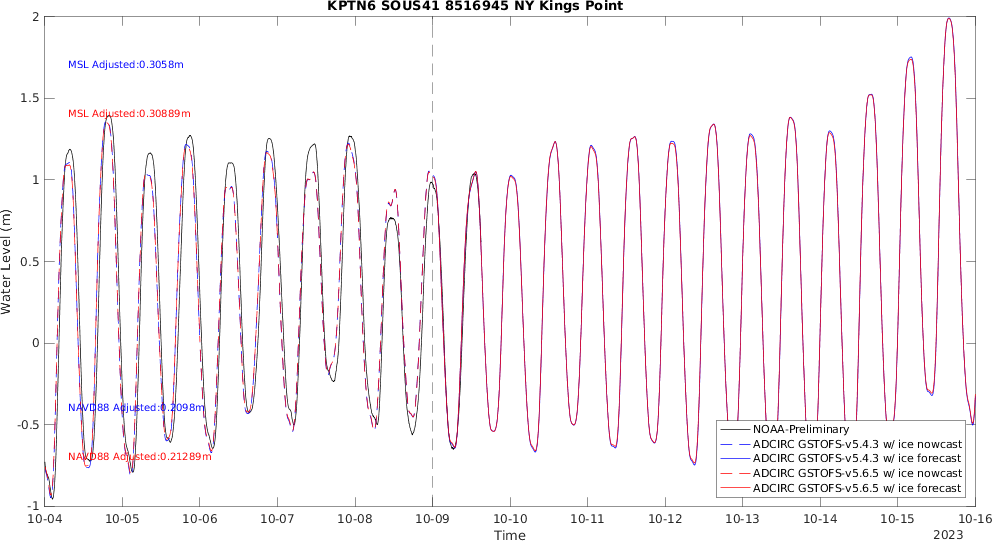 KPTN6 SOUS41 8516945 NY Kings Point
2
1.5
1
0.5
0
-0.5
-1
Water Level (m)
MSL Adjusted:0.3058m
MSL Adjusted:0.30889m
NAVD88 Adjusted:0.2098m
NAVD88 Adjusted:0.21289m
NOAA-Preliminary
ADCIRC GSTOFS-v5.4.3 w/ ice nowcast
ADCIRC GSTOFS-v5.4.3 w/ ice forecast
ADCIRC GSTOFS-v5.6.5 w/ ice nowcast
ADCIRC GSTOFS-v5.6.5 w/ ice forecast
10-04 10-05 10-06 10-07 10-08 10-09 10-10 10-11 10-12 10-13 10-14 10-15 10-16
Time
2023